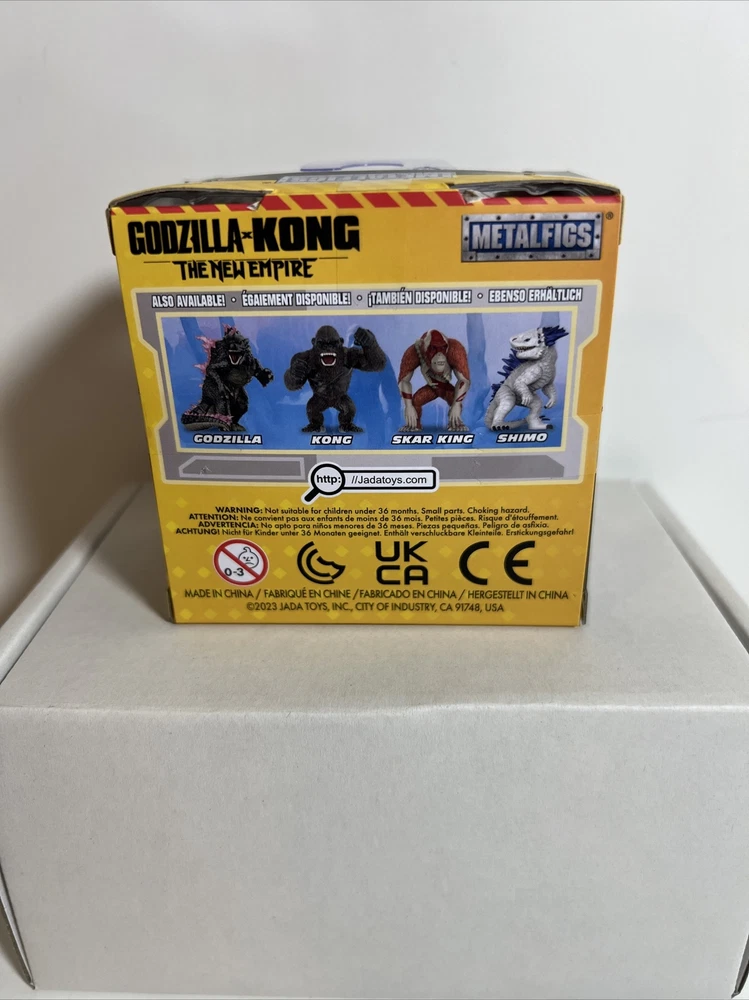 METALFIGS
GODZILLA x KONG
THE NEW EMPIRE
METALFIGS®
ALSO AVAILABLE! • ÉGAIEMENT DISPONIBLE! • ¡TAMBIÉN DISPONIBLE! • EBENSO ERHÄLTLICH
GODZILLA KONG SKAR KING SHIMO
http: //Jadatoys.com
WARNING: Not suitable for children under 36 months. Small parts. Choking hazard.
ATTENTION: Ne convient pas aux enfants de moins de 36 mois. Petites pièces. Risque d'étouffement.
ADVERTENCIA: No apto para niños menores de 36 meses. Piezas pequeñas. Peligro de asfixia.
ACHTUNG! Nicht für Kinder unter 36 Monaten geeignet. Enthält verschluckbare Kleinteile. Erstickungsgefahr!
0-3
UK
CA
CE
MADE IN CHINA / FABRIQUÉ EN CHINE / FABRICADO EN CHINA / HERGESTELLT IN CHINA
©2023 JADA TOYS, INC., CITY OF INDUSTRY, CA 91748, USA